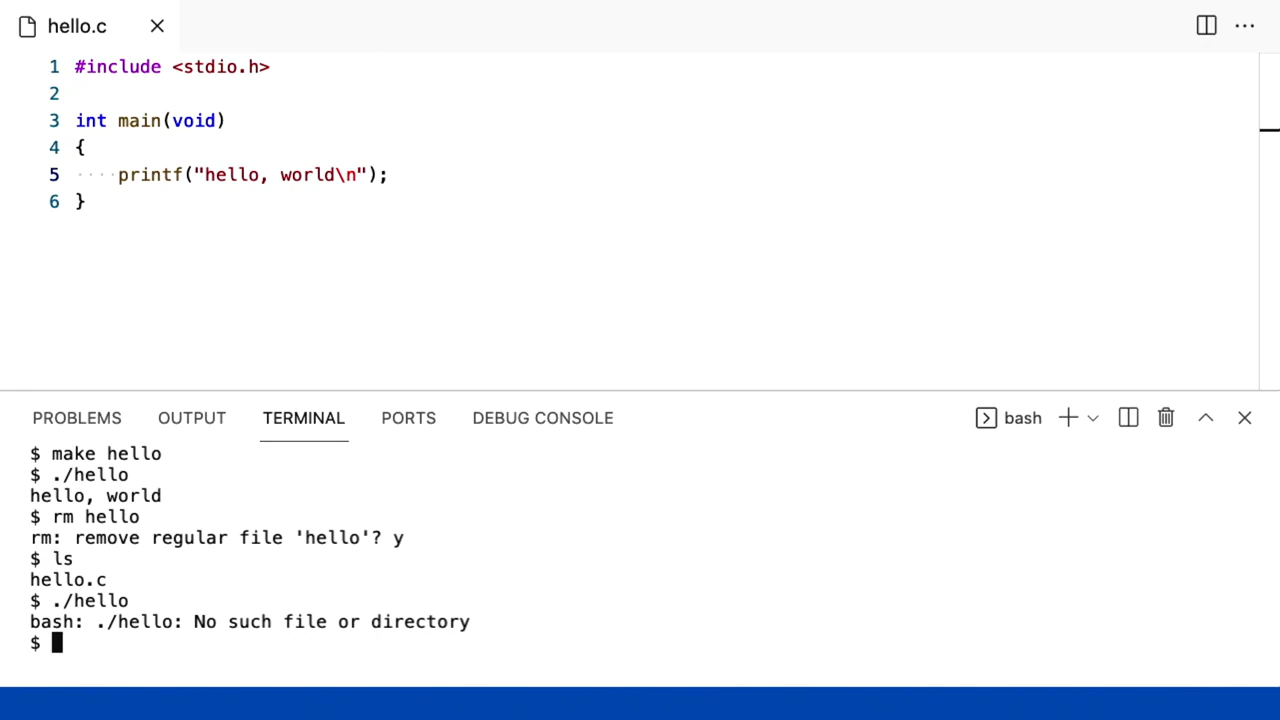 hello.c
1 #include <stdio.h>
2
3 int main(void)
4 {
5 ····printf("hello, world\n");
6 }
PROBLEMS OUTPUT TERMINAL PORTS DEBUG CONSOLE bash
$ make hello
$ ./hello
hello, world
$ rm hello
rm: remove regular file 'hello'? y
$ ls
hello.c
$ ./hello
bash: ./hello: No such file or directory
$